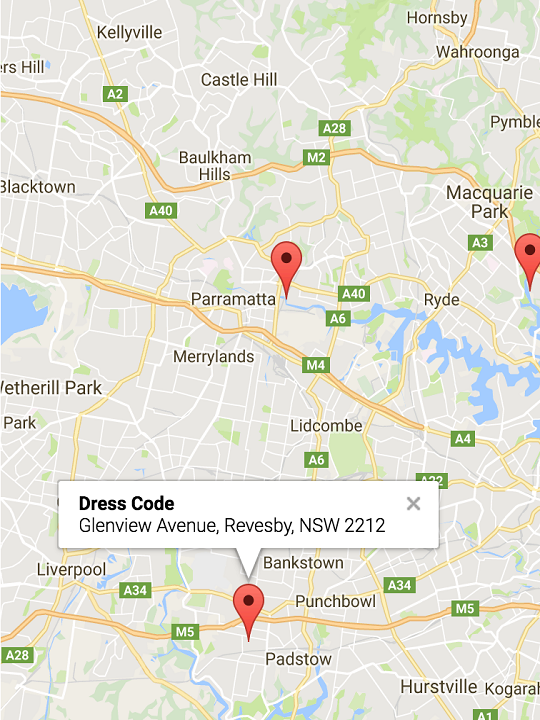 Hornsby
Kellyville
Wahroonga
ers Hill
Castle Hill
A2
Pymble
A28
Baulkham
Hills
M2
Blacktown
Macquarie
Park
A40
A3
Parramatta
A40
Ryde
A6
Merrylands
M4
Wetherill Park
Park
Lidcombe
A4
A6
A22
Dress Code
Glenview Avenue, Revesby, NSW 2212
Bankstown
Liverpool
A34
A34
Punchbowl
M5
M5
A28
Padstow
Hurstville
Kogara
A1